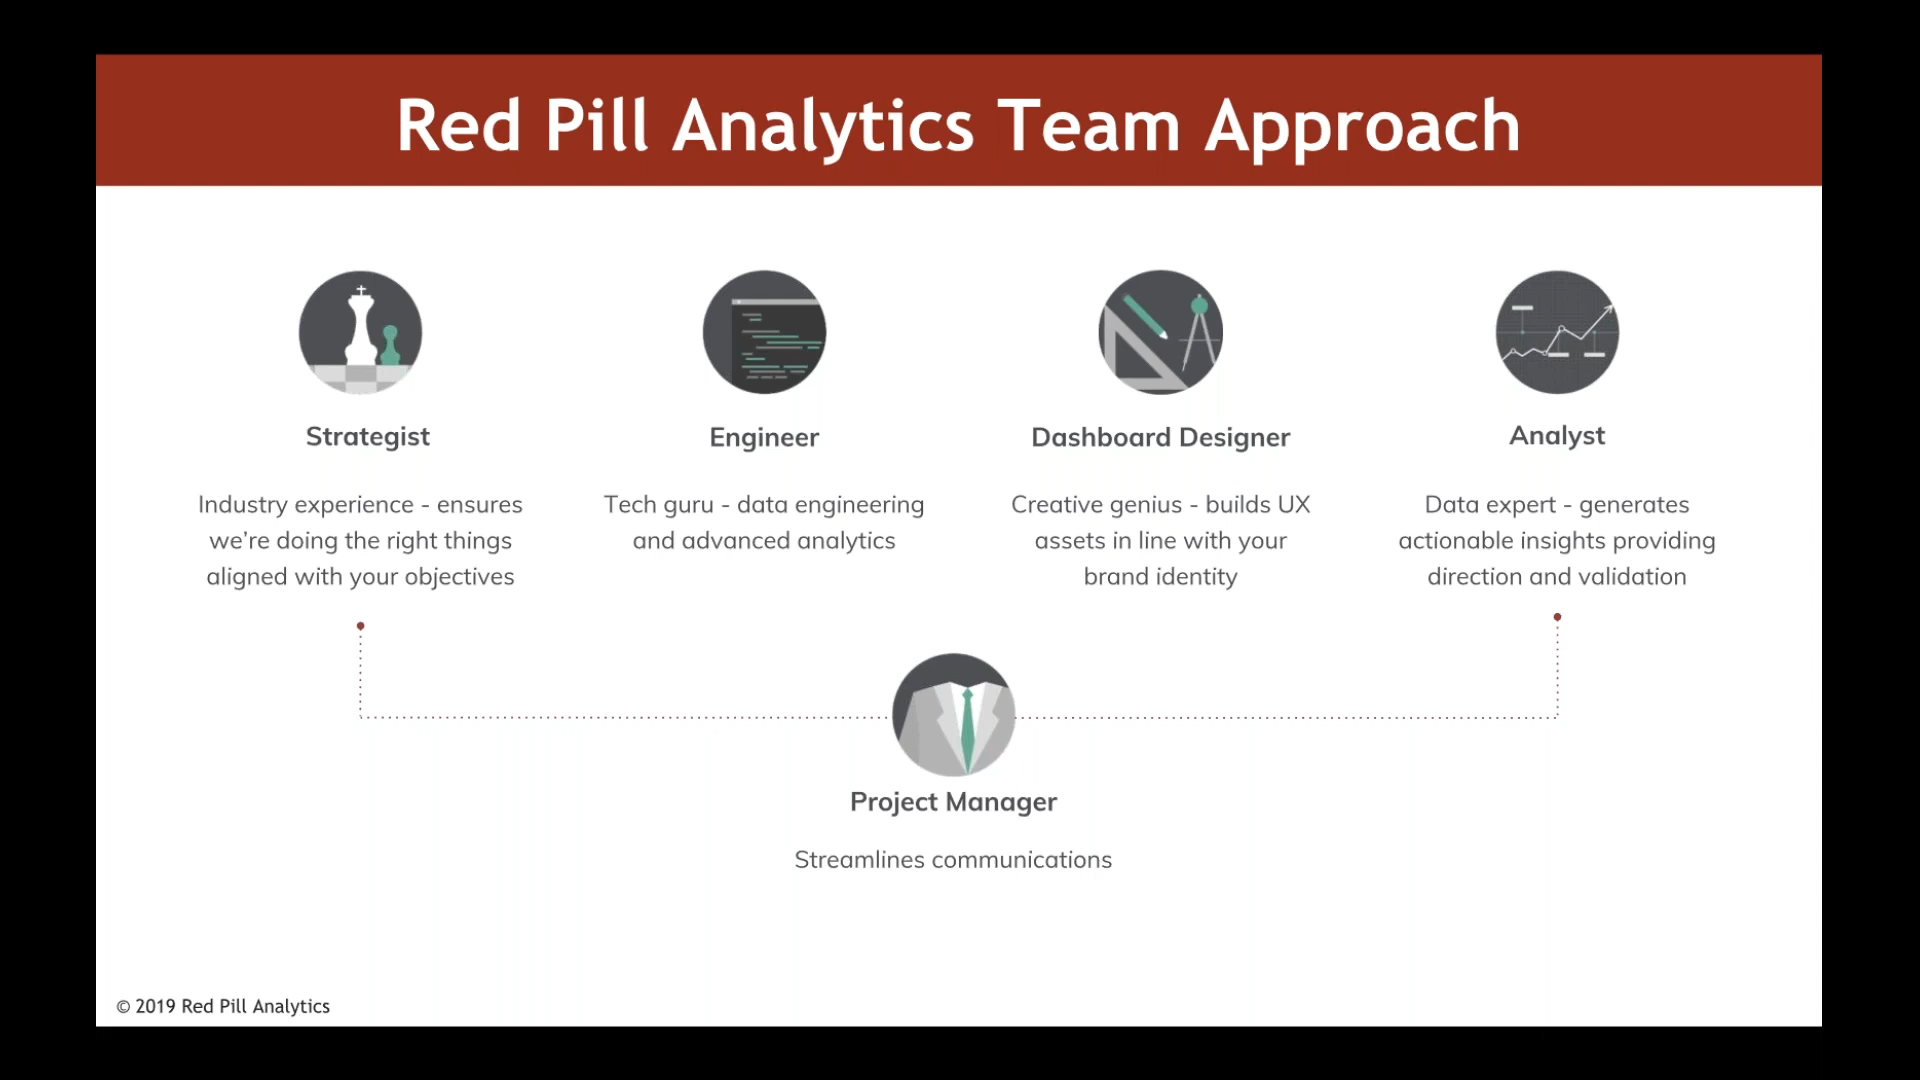 Red Pill Analytics Team Approach
Strategist
Industry experience - ensures
we’re doing the right things
aligned with your objectives
Engineer
Tech guru - data engineering
and advanced analytics
Dashboard Designer
Creative genius - builds UX
assets in line with your
brand identity
Analyst
Data expert - generates
actionable insights providing
direction and validation
Project Manager
Streamlines communications
© 2019 Red Pill Analytics